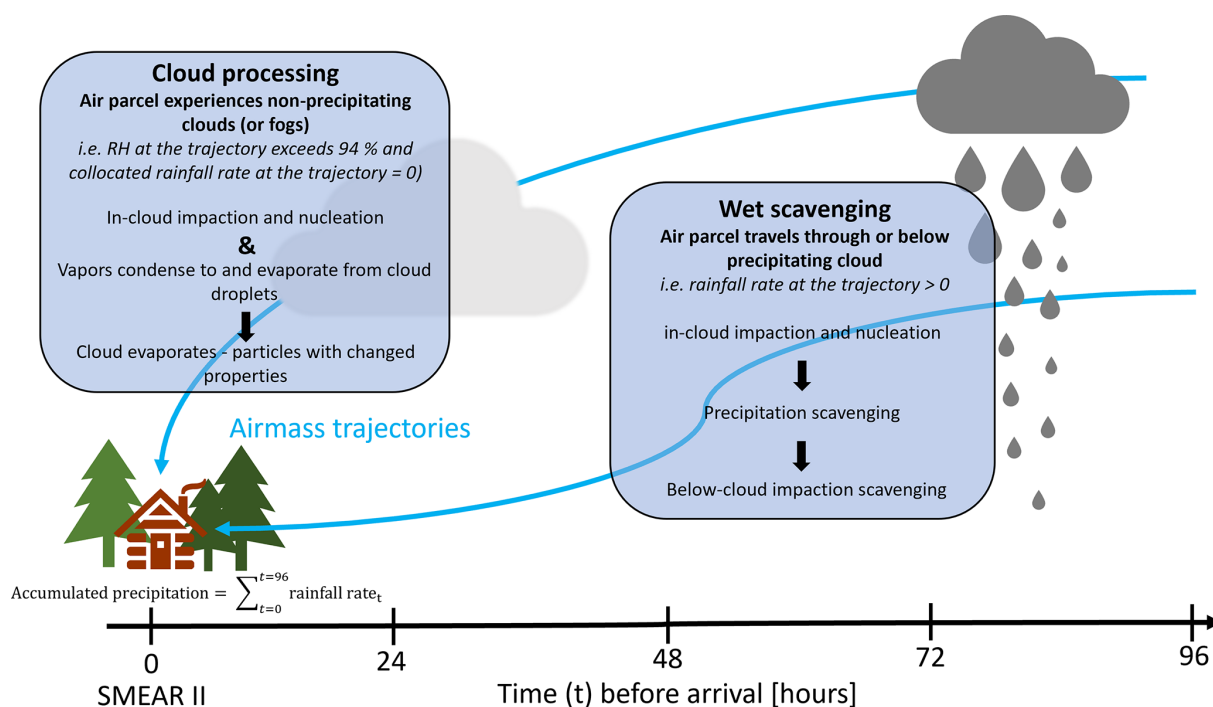 Cloud processing
Air parcel experiences non-precipitating
clouds (or fogs)
i.e. RH at the trajectory exceeds 94 % and
collocated rainfall rate at the trajectory = 0)
In-cloud impaction and nucleation
&
Vapors condense to and evaporate from cloud
droplets
Cloud evaporates - particles with changed
properties
Wet scavenging
Air parcel travels through or below
precipitating cloud
i.e. rainfall rate at the trajectory > 0
in-cloud impaction and nucleation
Precipitation scavenging
Below-cloud impaction scavenging
Airmass trajectories
Accumulated precipitation = ∑_{t=0}^{t=96} rainfall rate_t
0
24
48
72
96
SMEAR II
Time (t) before arrival [hours]